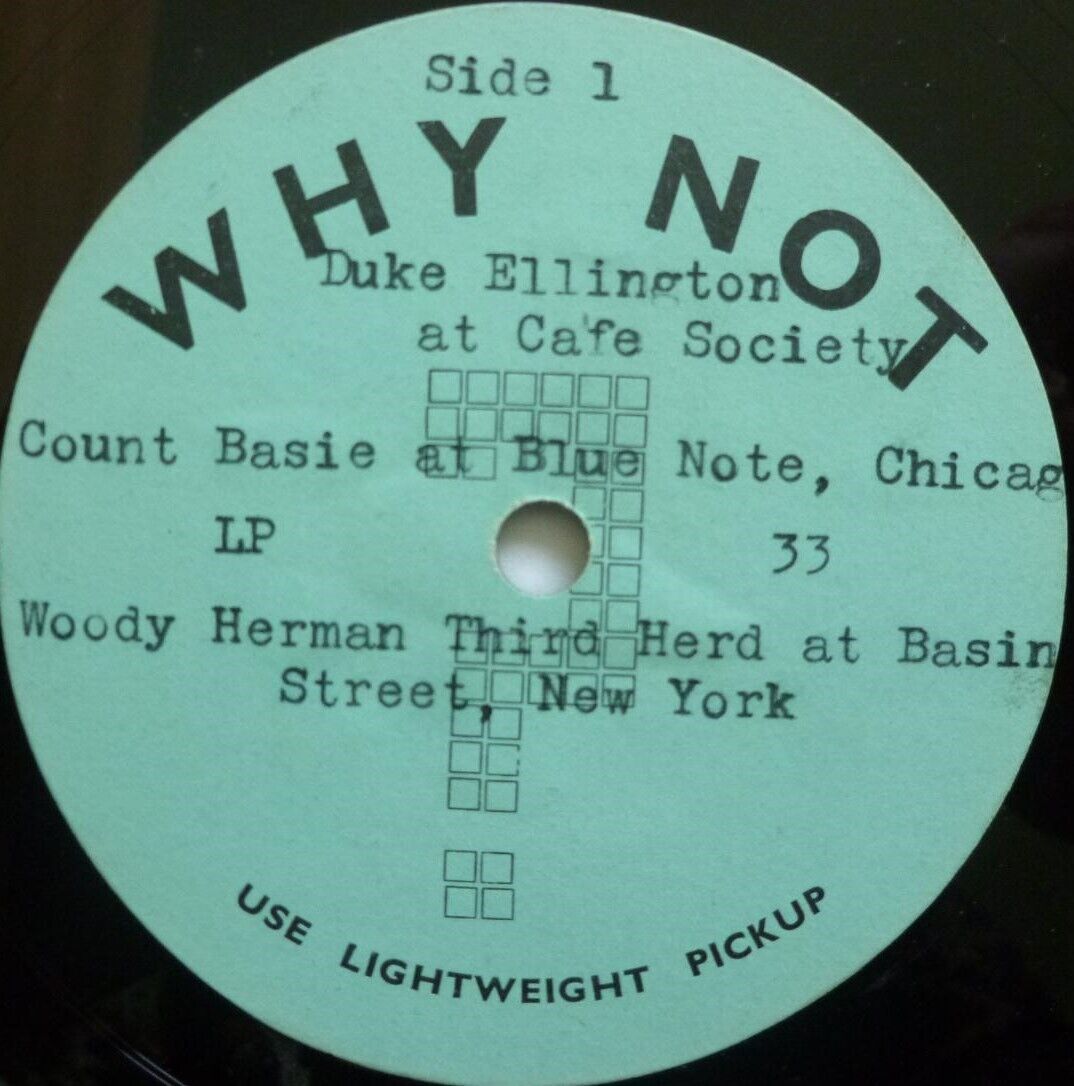 Side 1
WHY NOT
Duke Ellington
at Cafe Society
Count Basie at Blue Note, Chicag
LP 33
Woody Herman Third Herd at Basin
Street, New York
USE LIGHTWEIGHT PICKUP